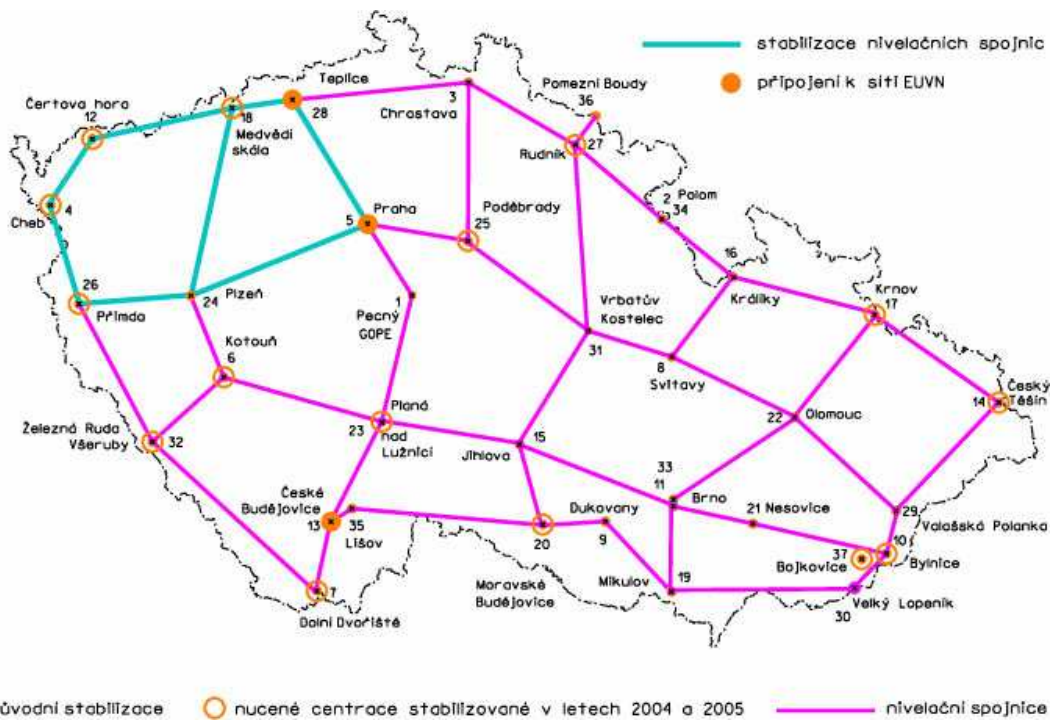 stabilizace nivelačních spojnic
připojení k síti EUVN
Teplice
28
Čertova hora
12
18
Medvědí
skála
3
Chrastava
Pomezní Boudy
36
Rudník
27
Cheb
4
Praha
5
Poděbrady
25
2
Polom
34
26
Přimda
24
Plzeň
1
Pecný
GOPE
16
Králíky
Krnov
17
Vrbatův
Kostelec
31
Kotouň
6
8
Svitavy
Český
Těšín
14
Železná Ruda
Všeruby
32
Planá
23
nad
Lužnicí
15
Jihlava
22
Olomouc
33
11
Brno
České
Budějovice
13
35
Lišov
Dukovany
20
9
21 Nesovice
29
Valašská Polanka
37
Bojkovice
10
Bylnice
7
Dolní Dvořiště
Moravské
Budějovice
Mikulov
19
Velký Lopeník
30
ůvodní stabilizace
nucené centrace stabilizované v letech 2004 a 2005
nivelační spojnice